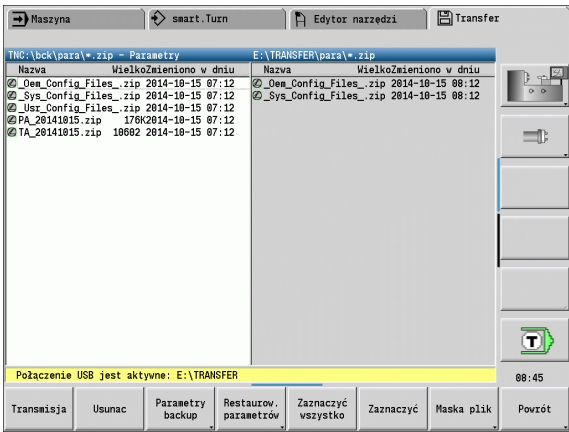 Maszyna
smart.Turn
Edytor narzędzi
Transfer
TNC:\bck\para\*.zip - Parametry
E:\TRANSFER\para\*.zip
Nazwa WielkoZmieniono w dniu
Nazwa WielkoZmieniono w dniu
_Oem_Config_Files_.zip 2014-10-15 07:12
_Oem_Config_Files_.zip 2014-10-15 08:12
_Sys_Config_Files_.zip 2014-10-15 07:12
_Sys_Config_Files_.zip 2014-10-15 08:12
_Usr_Config_Files_.zip 2014-10-15 07:12
PA_20141015.zip 176K2014-10-15 07:12
TA_20141015.zip 10602 2014-10-15 07:12
T
Połączenie USB jest aktywne: E:\TRANSFER
08:45
Transmisja
Usunac
Parametry
backup
Restaurow.
parametrów
Zaznaczyć
wszystko
Zaznaczyć
Maska plik
Powrót